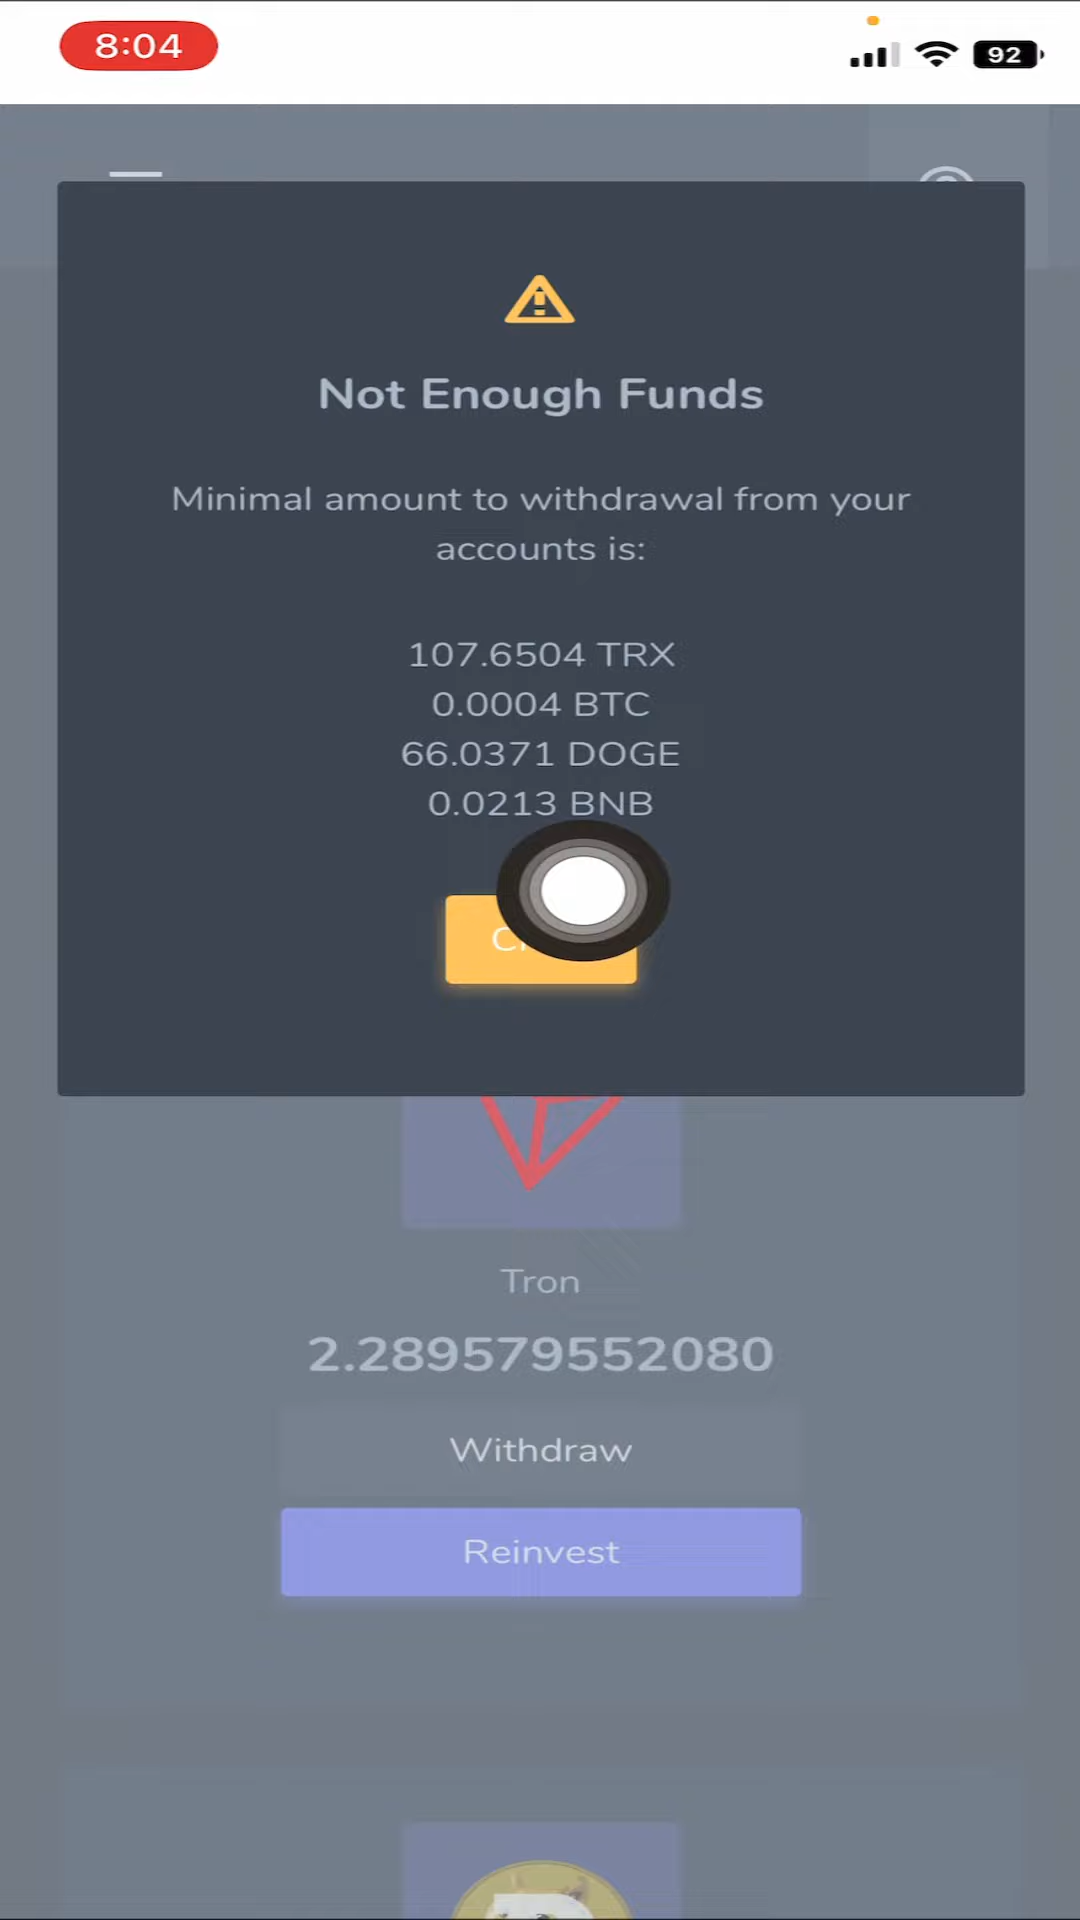 8:04
92
Not Enough Funds
Minimal amount to withdrawal from your
accounts is:
107.6504 TRX
0.0004 BTC
66.0371 DOGE
0.0213 BNB
Tron
2.289579552080
Withdraw
Reinvest